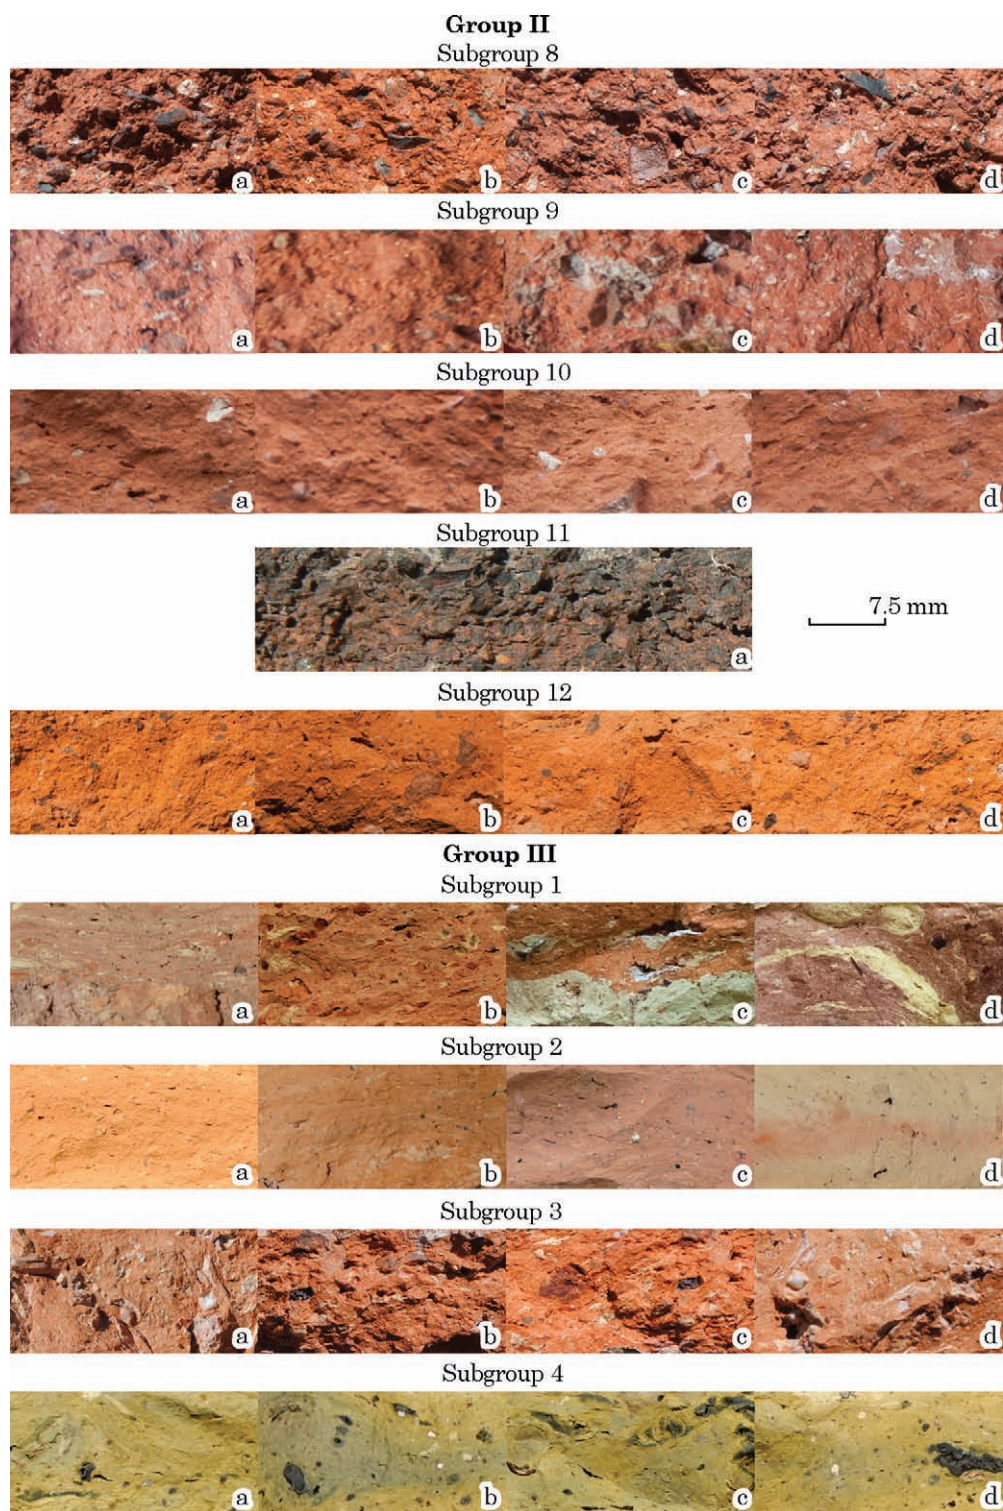 Group II
Subgroup 8
a b c d
Subgroup 9
a b c d
Subgroup 10
a b c d
Subgroup 11
7.5 mm
a
Subgroup 12
a b c d
Group III
Subgroup 1
a b c d
Subgroup 2
a b c d
Subgroup 3
a b c d
Subgroup 4
a b c d